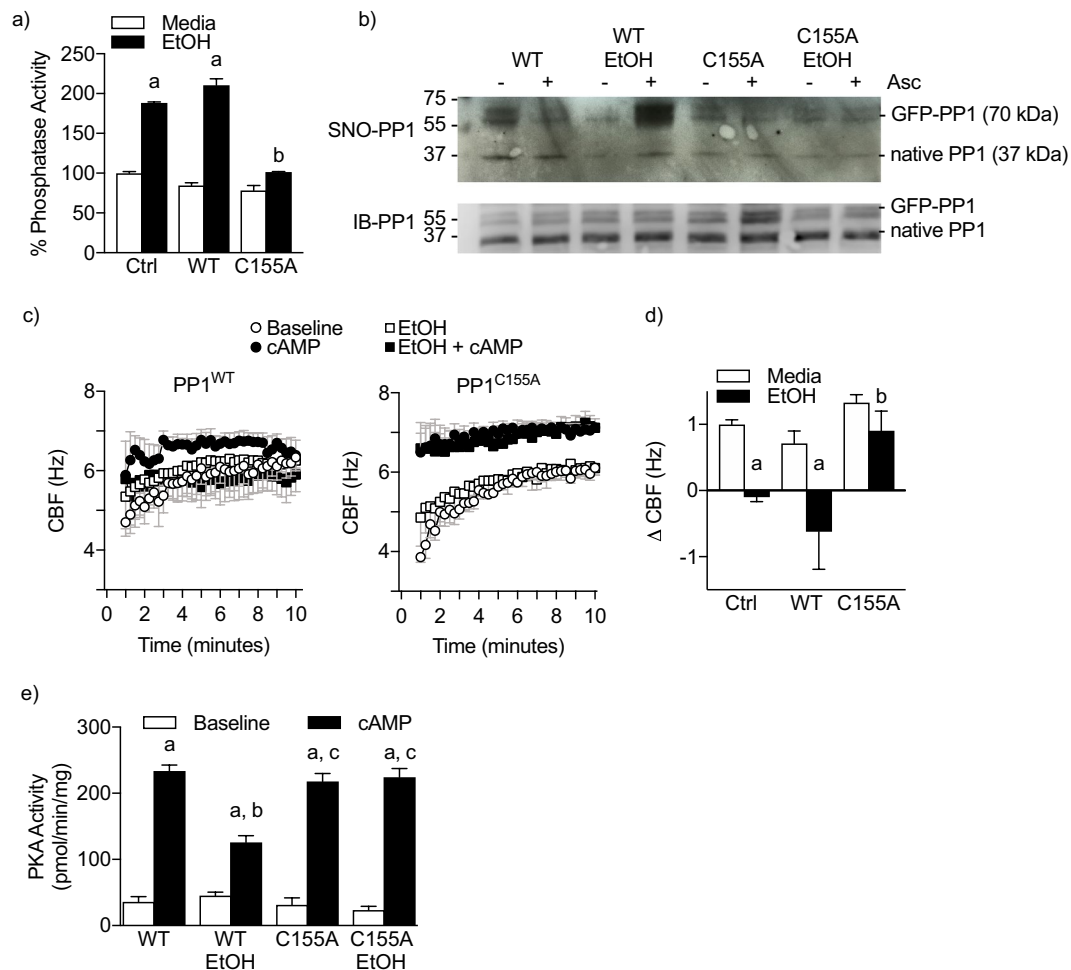 a)
Media
EtOH
% Phosphatase Activity
250
200
150
100
50
0
a
a
b
Ctrl WT C155A
b)
WT
WT EtOH
C155A
C155A EtOH
- + - + - + - + Asc
SNO-PP1
75
55
37
GFP-PP1 (70 kDa)
native PP1 (37 kDa)
IB-PP1
55
37
GFP-PP1
native PP1
c)
Baseline EtOH
cAMP EtOH + cAMP
PP1WT
CBF (Hz)
8
6
4
0 2 4 6 8 10
Time (minutes)
PP1C155A
CBF (Hz)
8
6
4
0 2 4 6 8 10
Time (minutes)
d)
Media
EtOH
Δ CBF (Hz)
1
0
-1
a
a
b
Ctrl WT C155A
e)
Baseline cAMP
PKA Activity
(pmol/min/mg)
300
200
100
0
a
a, b
a, c
a, c
WT WT C155A C155A
EtOH EtOH